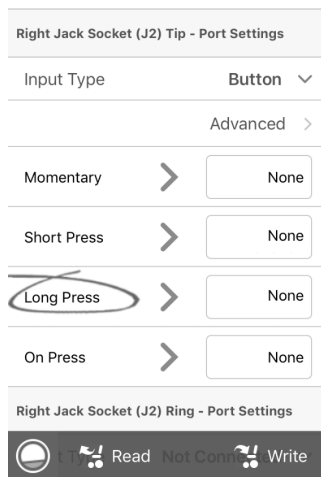 Right Jack Socket (J2) Tip - Port Settings
Input Type Button
Advanced
Momentary None
Short Press None
Long Press None
On Press None
Right Jack Socket (J2) Ring - Port Settings
Read Write